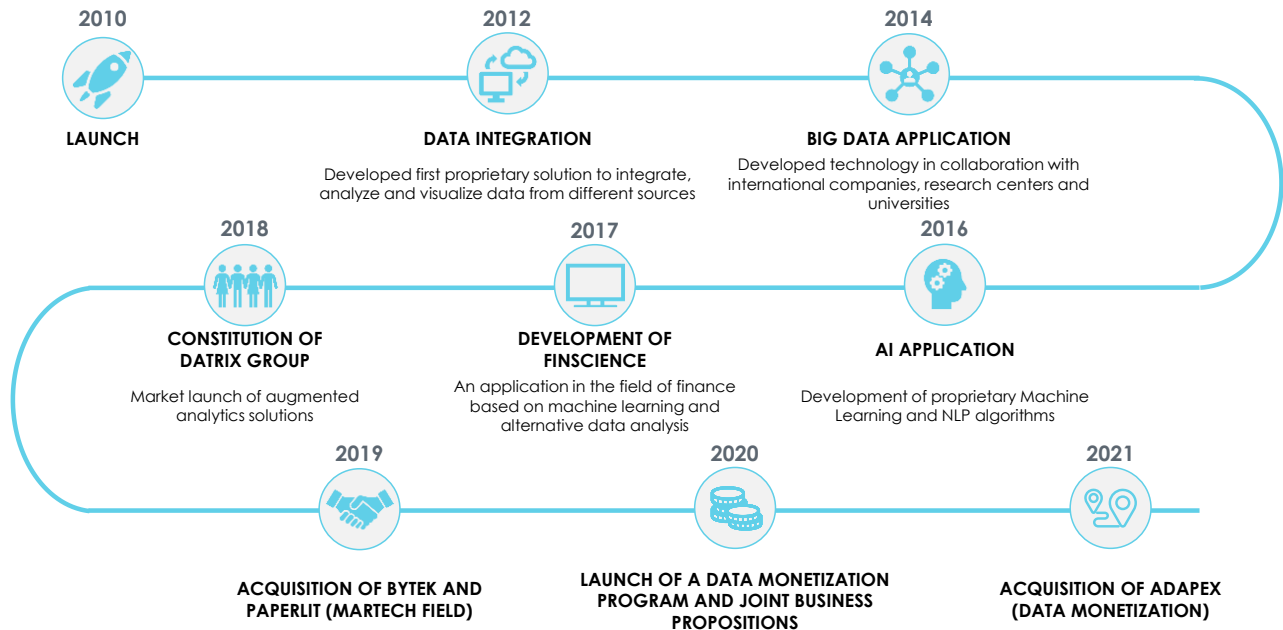 2010
LAUNCH
2012
DATA INTEGRATION
Developed first proprietary solution to integrate,
analyze and visualize data from different sources
2014
BIG DATA APPLICATION
Developed technology in collaboration with
international companies, research centers and
universities
2016
AI APPLICATION
Development of proprietary Machine
Learning and NLP algorithms
2017
DEVELOPMENT OF
FINSCIENCE
An application in the field of finance
based on machine learning and
alternative data analysis
2018
CONSTITUTION OF
DATRIX GROUP
Market launch of augmented
analytics solutions
2019
ACQUISITION OF BYTEK AND
PAPERLIT (MARTECH FIELD)
2020
LAUNCH OF A DATA MONETIZATION
PROGRAM AND JOINT BUSINESS
PROPOSITIONS
2021
ACQUISITION OF ADAPEX
(DATA MONETIZATION)